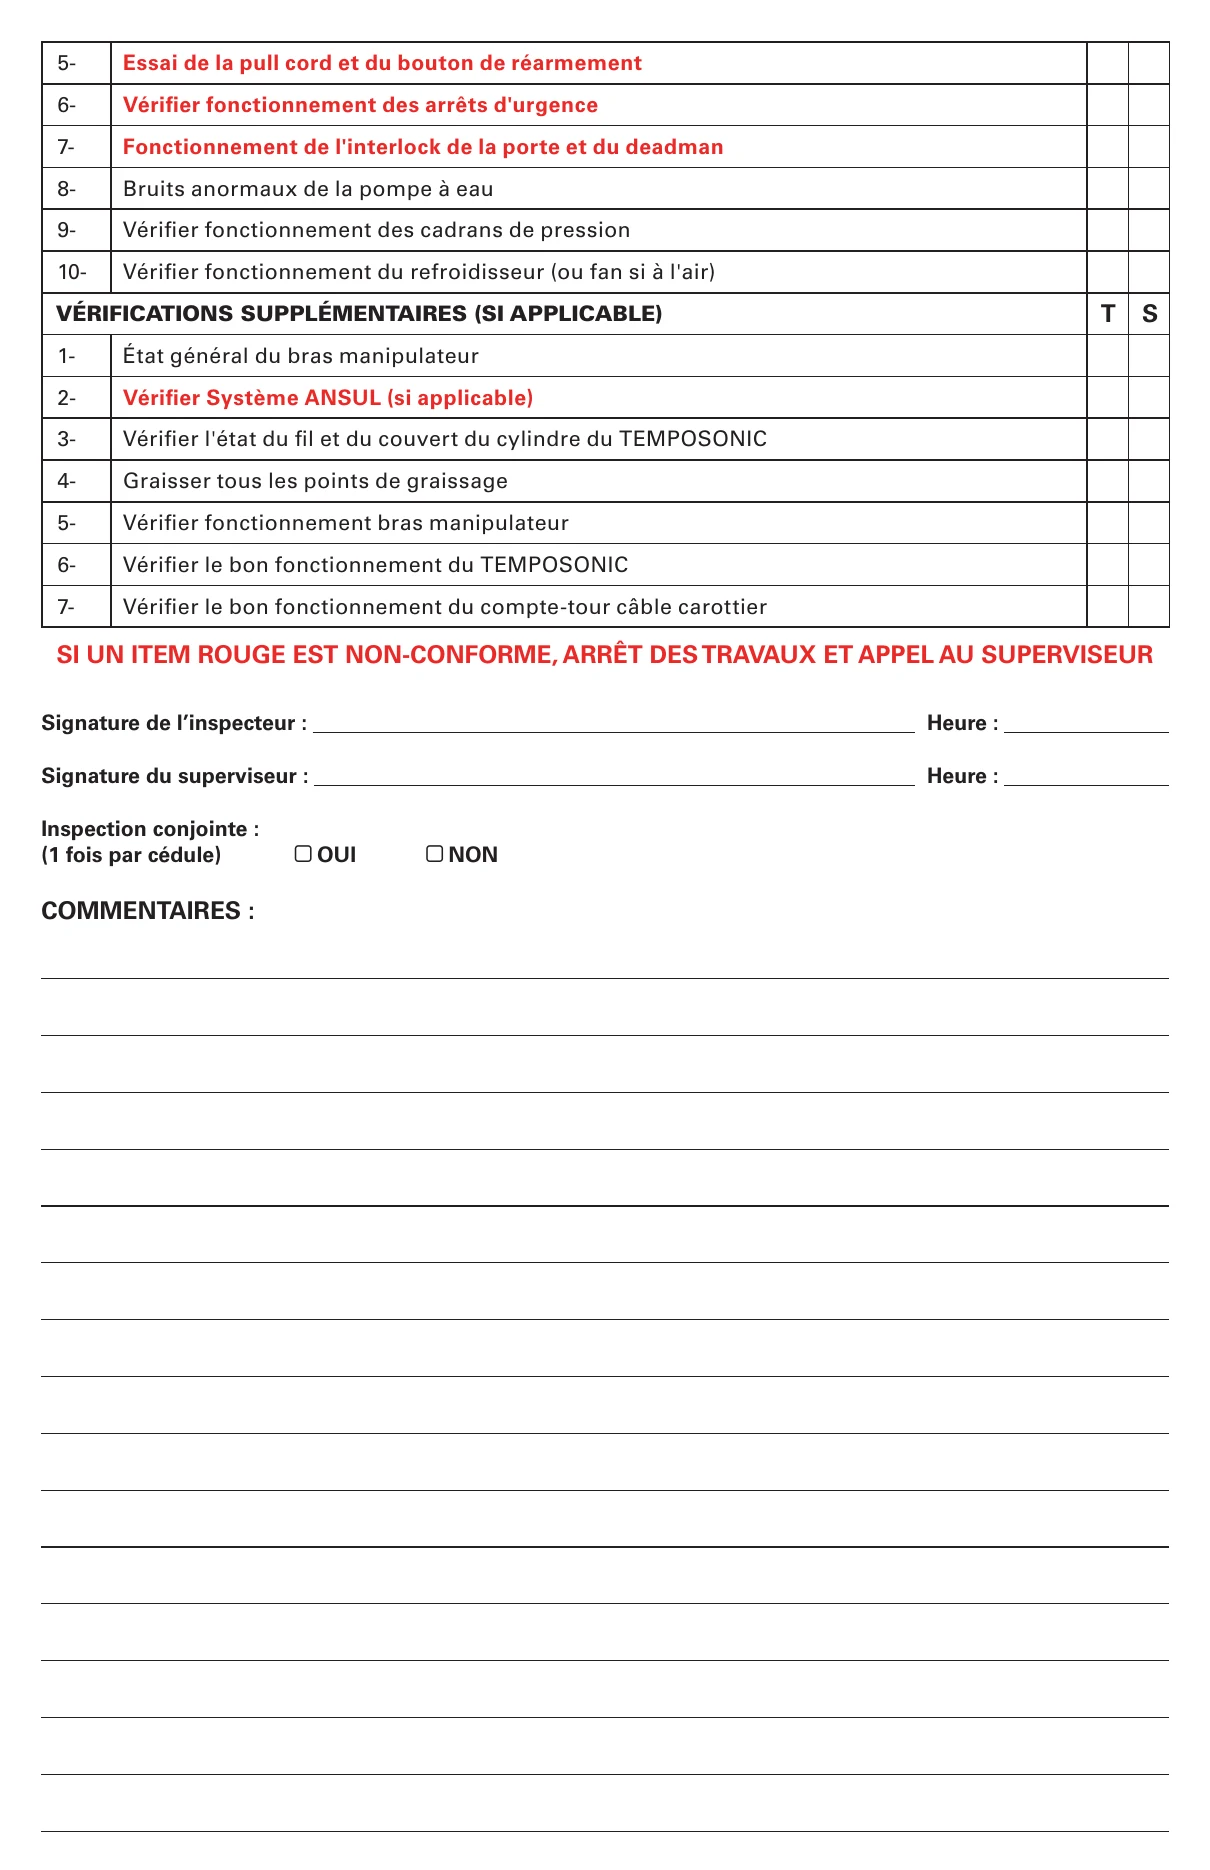 5- Essai de la pull cord et du bouton de réarmement
6- Vérifier fonctionnement des arrêts d'urgence
7- Fonctionnement de l'interlock de la porte et du deadman
8- Bruits anormaux de la pompe à eau
9- Vérifier fonctionnement des cadrans de pression
10- Vérifier fonctionnement du refroidisseur (ou fan si à l'air)
VÉRIFICATIONS SUPPLÉMENTAIRES (SI APPLICABLE) T S
1- État général du bras manipulateur
2- Vérifier Système ANSUL (si applicable)
3- Vérifier l'état du fil et du couvert du cylindre du TEMPOSONIC
4- Graisser tous les points de graissage
5- Vérifier fonctionnement bras manipulateur
6- Vérifier le bon fonctionnement du TEMPOSONIC
7- Vérifier le bon fonctionnement du compte-tour câble carottier
SI UN ITEM ROUGE EST NON-CONFORME, ARRÊT DES TRAVAUX ET APPEL AU SUPERVISEUR
Signature de l’inspecteur : Heure :
Signature du superviseur : Heure :
Inspection conjointe :
(1 fois par cédule) OUI NON
COMMENTAIRES :